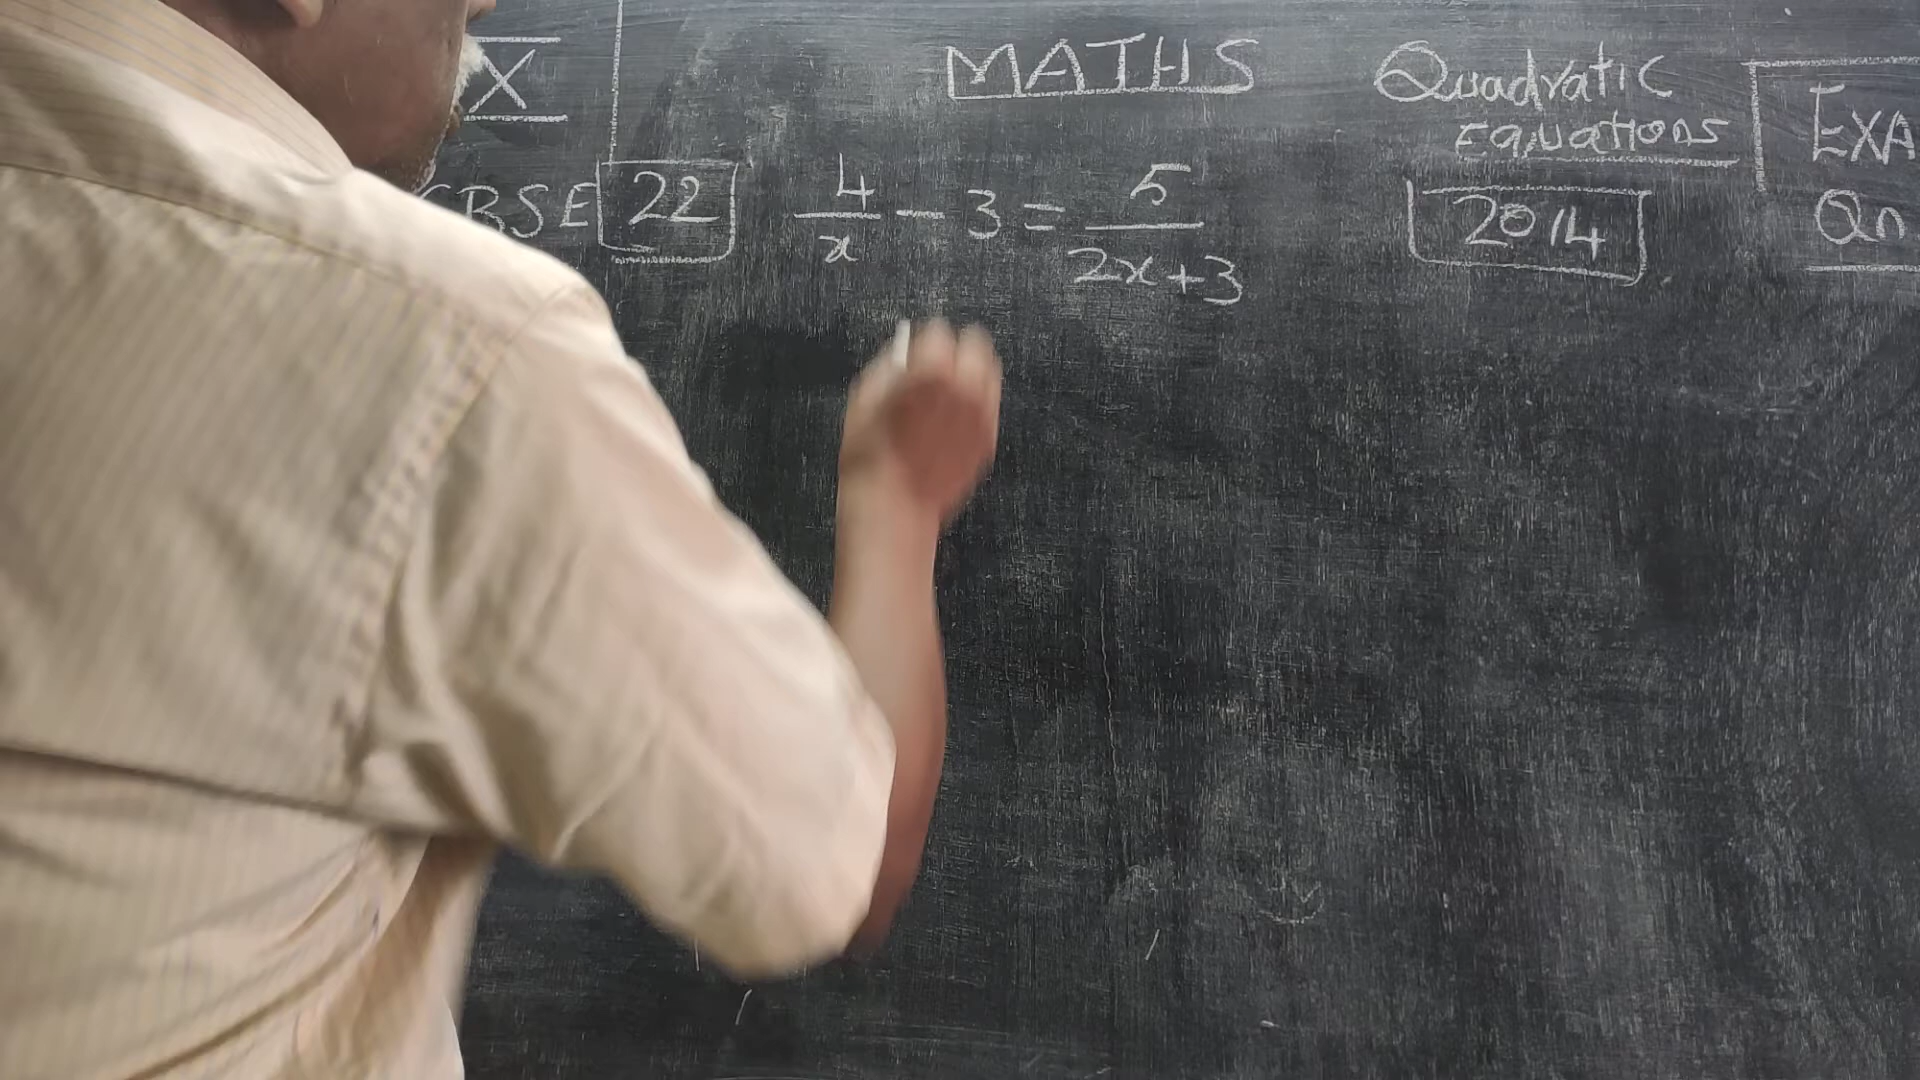 X
MATHS
Quadratic
Equations
EXA
CBSE 22 4/x - 3 = 5/2x+3
2014
Qn